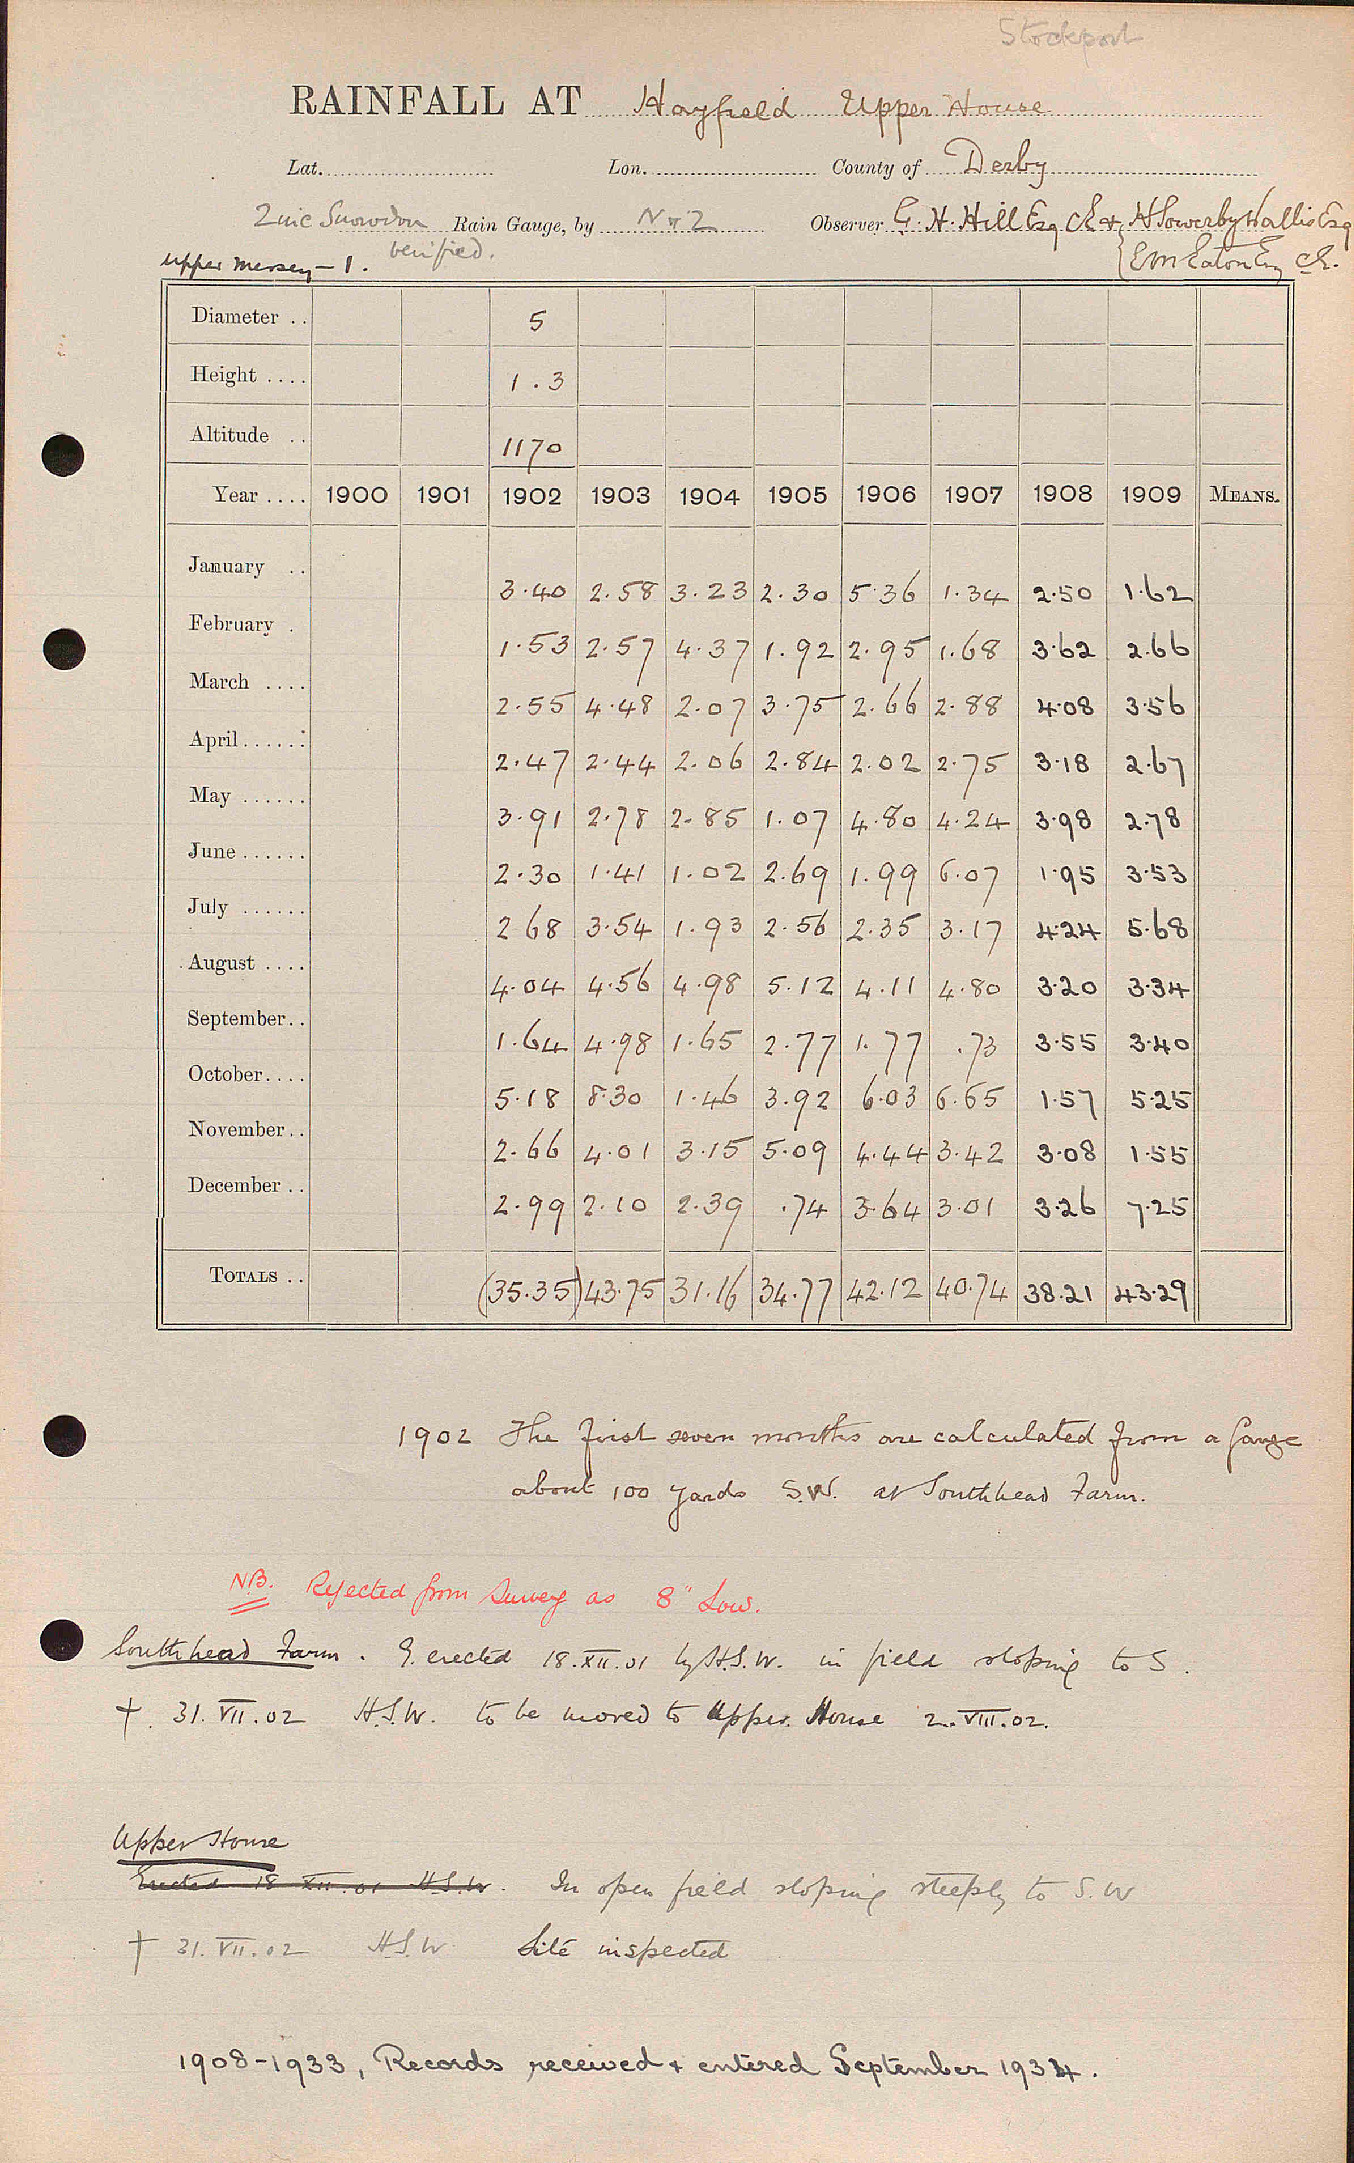 Stockport
RAINFALL AT Hayfield Upper House
Lat. Lon. County of Derby
Zinc Snowdon Rain Gauge, by N & Z Observer G. H. Hill Esq CE & H Sowerby Wallis Esq
verified.
{E M Eaton Esq CE.
Upper Mersey - 1.
Diameter .. 5
Height .... 1.3
Altitude .. 1170
Year .... 1900 1901 1902 1903 1904 1905 1906 1907 1908 1909 MEANS.
January .. 3.40 2.58 3.23 2.30 5.36 1.34 2.50 1.62
February . 1.53 2.57 4.37 1.92 2.95 1.68 3.62 2.66
March .... 2.55 4.48 2.07 3.75 2.66 2.88 4.08 3.56
April...... 2.47 2.44 2.06 2.84 2.02 2.75 3.18 2.67
May ...... 3.91 2.78 2.85 1.07 4.80 4.24 3.98 2.78
June...... 2.30 1.41 1.02 2.69 1.99 6.07 1.95 3.53
July ...... 2 68 3.54 1.93 2.56 2.35 3.17 4.24 5.68
August .... 4.04 4.56 4.98 5.12 4.11 4.80 3.20 3.34
September.. 1.64 4.98 1.65 2.77 1.77 .73 3.55 3.40
October.... 5.18 8.30 1.46 3.92 6.03 6.65 1.57 5.25
November.. 2.66 4.01 3.15 5.09 4.44 3.42 3.08 1.55
December .. 2.99 2.10 2.39 .74 3.64 3.01 3.26 7.25
TOTALS .. (35.35) 43.75 31.16 34.77 42.12 40.74 38.21 43.29
1902 The first seven months are calculated from a Gauge
about 100 yards S.W. at Southhead Farm.
NB. Rejected from Survey as 8" Low.
Southhead Farm. G. erected 18.XII.01 by H.S.W. in field sloping to S.
† 31.VII.02 H.S.W. to be moved to Upper House 2.VIII.02.
Upper House
Erected 18 XII.01 H.S.W. In open field sloping steeply to S.W
† 31.VII.02 H.S.W. Site inspected
1908-1933, Records received & entered September 1934.